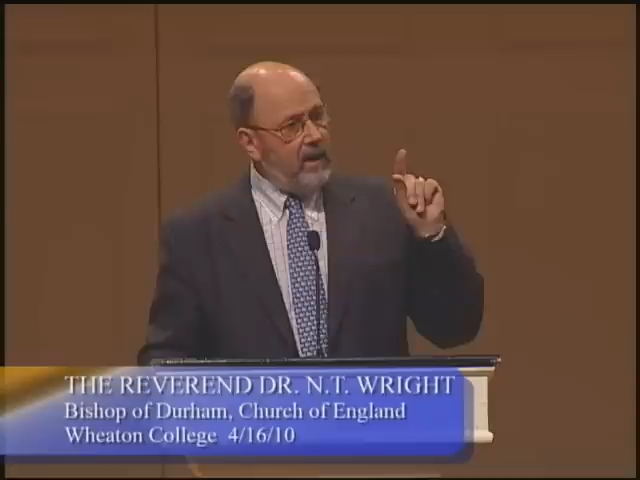 THE REVEREND DR. N.T. WRIGHT
Bishop of Durham, Church of England
Wheaton College 4/16/10